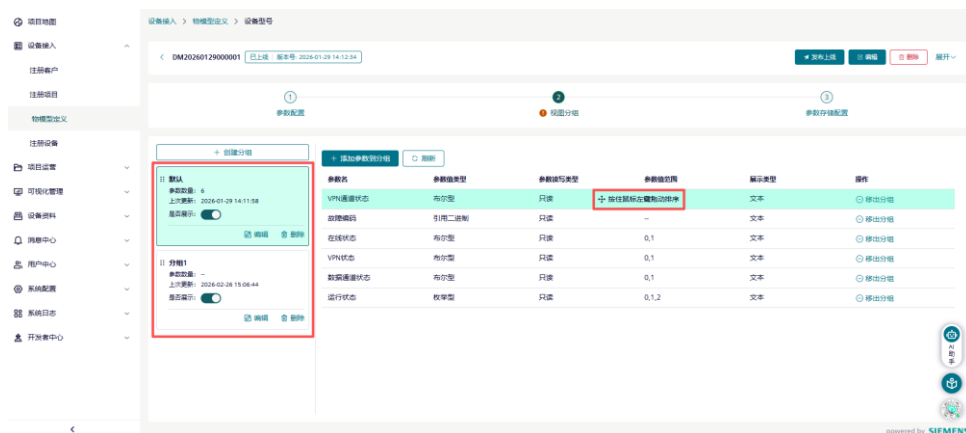 项目地图
设备接入
注册客户
注册项目
物模型定义
注册设备
项目运营
可视化管理
设备资料
消息中心
用户中心
系统配置
系统日志
开发者中心
设备接入 > 物模型定义 > 设备型号
DM20260129000001 已上线 版本号: 2026-01-29 14:12:54
发布上线 编辑 删除 展开
1 2 3
参数配置 视图分组 参数存储配置
+ 创建分组
默认
参数数量: 6
上次更新: 2026-01-29 14:11:58
是否展示:
编辑 删除
分组1
参数数量: –
上次更新: 2026-02-26 15:06:44
是否展示:
编辑 删除
+ 添加参数到分组 刷新
参数名 参数值类型 参数读写类型 参数值范围 展示类型 操作
VPN通道状态 布尔型 只读 按住鼠标左键拖动排序 文本 移出分组
故障编码 引用二进制 只读 – 文本 移出分组
在线状态 布尔型 只读 0,1 文本 移出分组
VPN状态 布尔型 只读 0,1 文本 移出分组
数据通道状态 布尔型 只读 0,1 文本 移出分组
运行状态 枚举型 只读 0,1,2 文本 移出分组
AI助手
powered by SIEMENS